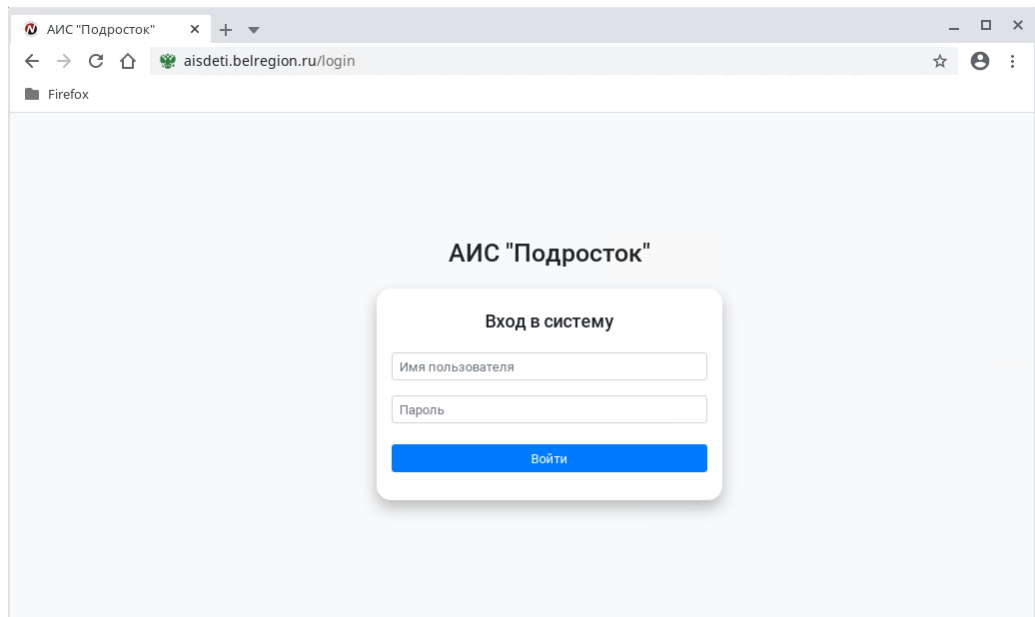 АИС "Подросток"
aisdeti.belregion.ru/login
Firefox
АИС "Подросток"
Вход в систему
Имя пользователя
Пароль
Войти